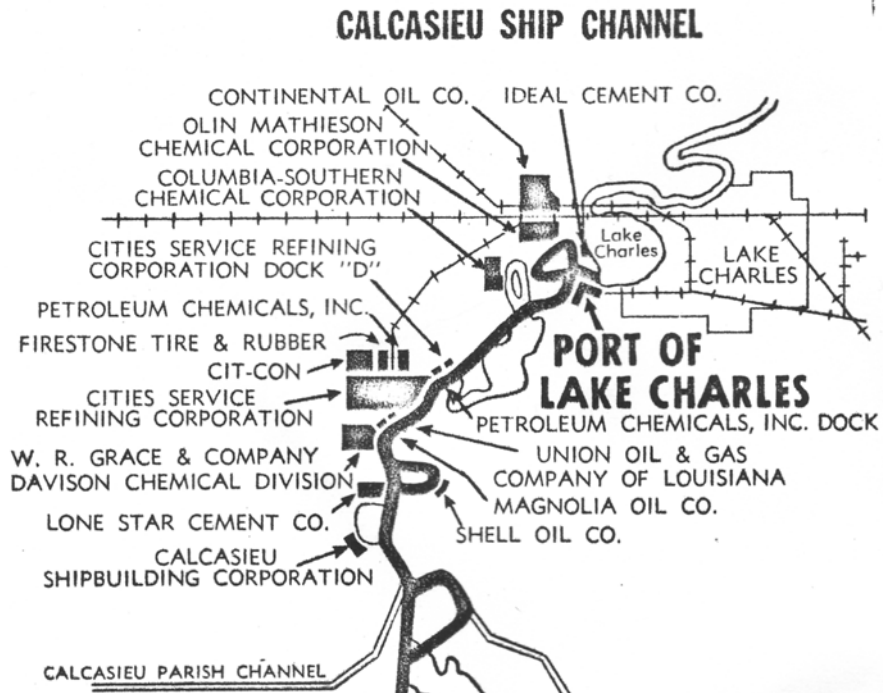 CALCASIEU SHIP CHANNEL
CONTINENTAL OIL CO.
IDEAL CEMENT CO.
OLIN MATHIESON
CHEMICAL CORPORATION
COLUMBIA-SOUTHERN
CHEMICAL CORPORATION
Lake
Charles
LAKE
CHARLES
CITIES SERVICE REFINING
CORPORATION DOCK "D"
PETROLEUM CHEMICALS, INC.
FIRESTONE TIRE & RUBBER
CIT-CON
CITIES SERVICE
REFINING CORPORATION
PORT OF
LAKE CHARLES
PETROLEUM CHEMICALS, INC. DOCK
UNION OIL & GAS
COMPANY OF LOUISIANA
MAGNOLIA OIL CO.
SHELL OIL CO.
W. R. GRACE & COMPANY
DAVISON CHEMICAL DIVISION
LONE STAR CEMENT CO.
CALCASIEU
SHIPBUILDING CORPORATION
CALCASIEU PARISH CHANNEL